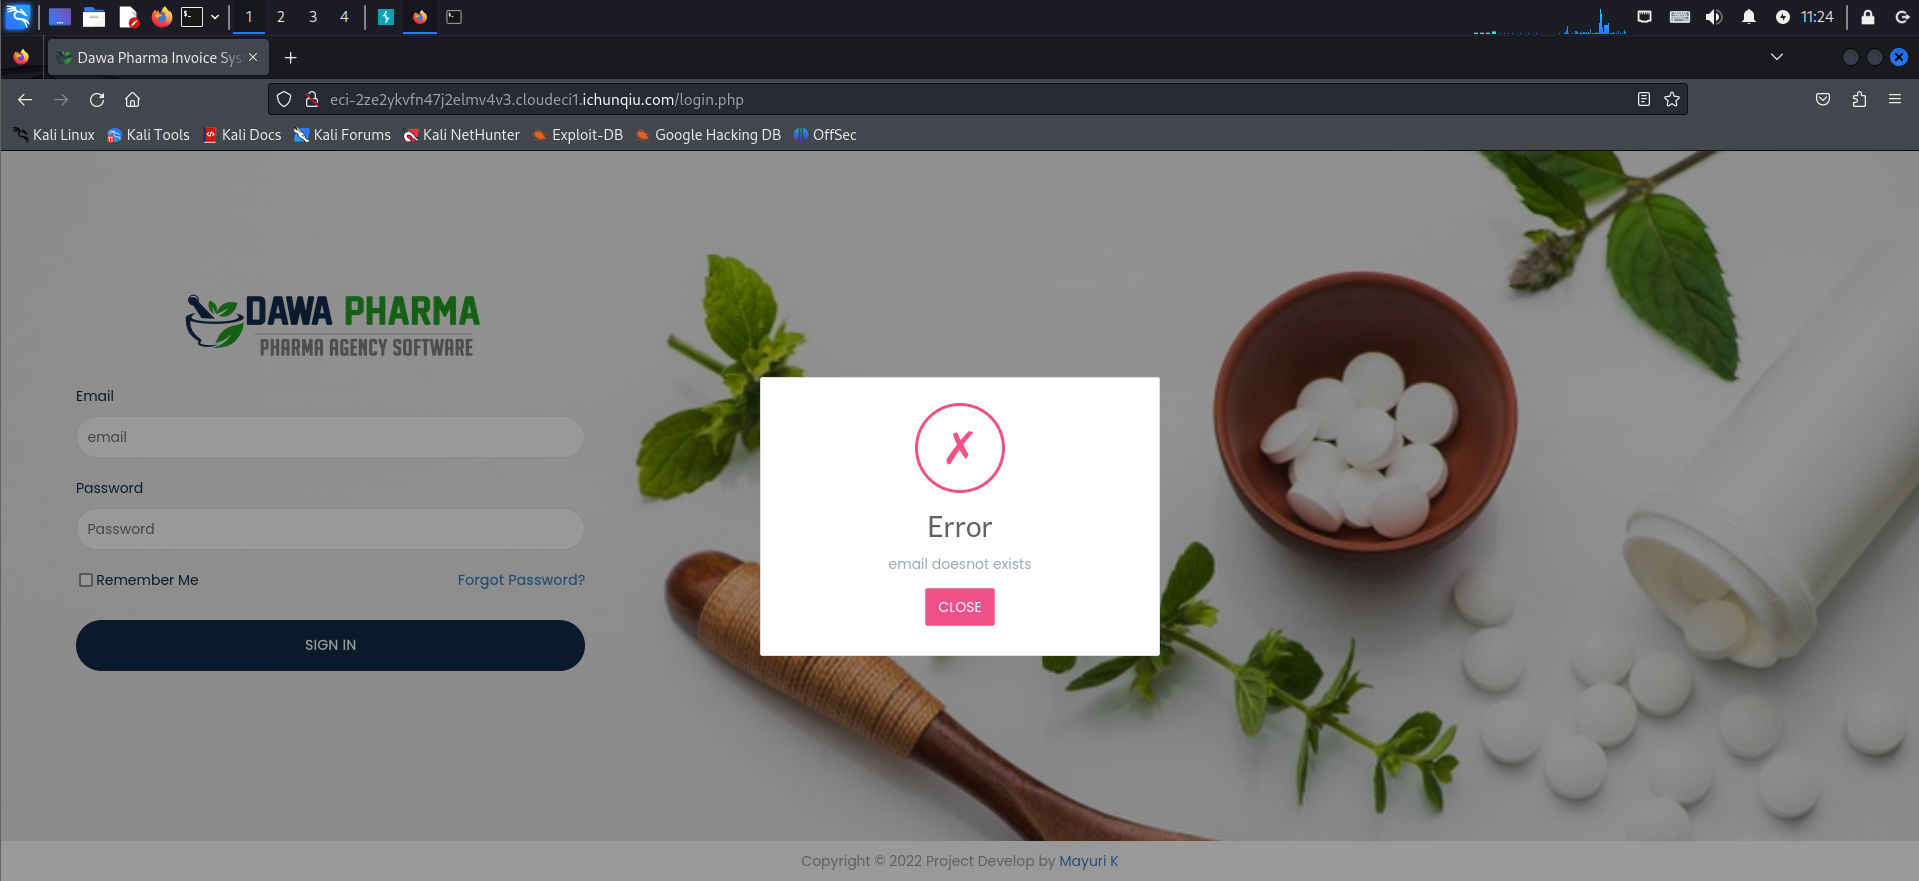 1 2 3 4 11:24
Dawa Pharma Invoice Sys
eci-2ze2ykvfn47j2elmv4v3.cloudeci1.ichunqiu.com/login.php
Kali Linux Kali Tools Kali Docs Kali Forums Kali NetHunter Exploit-DB Google Hacking DB OffSec
DAWA PHARMA
PHARMA AGENCY SOFTWARE
Email
email
Password
Password
Remember Me Forgot Password?
SIGN IN
✗
Error
email doesnot exists
CLOSE
Copyright © 2022 Project Develop by Mayuri K